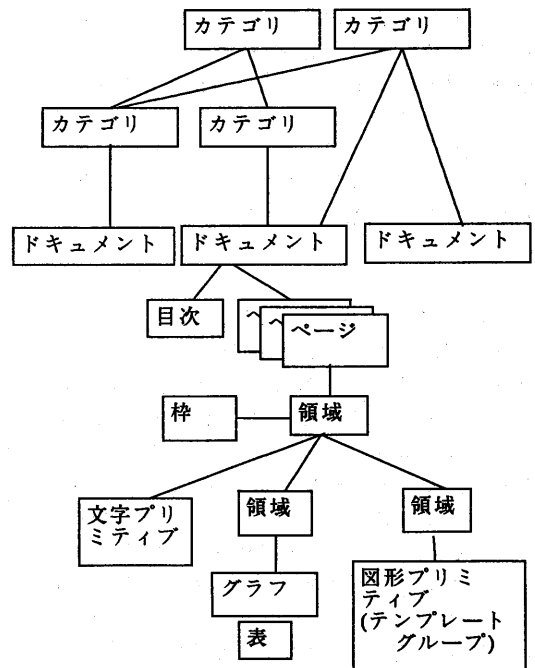 カテゴリ
カテゴリ
カテゴリ
カテゴリ
ドキュメント
ドキュメント
ドキュメント
目次
ペ
ペ
ページ
枠
領域
文字プリ
ミティブ
領域
領域
グラフ
表
図形プリミ
ティブ
(テンプレート
グループ)